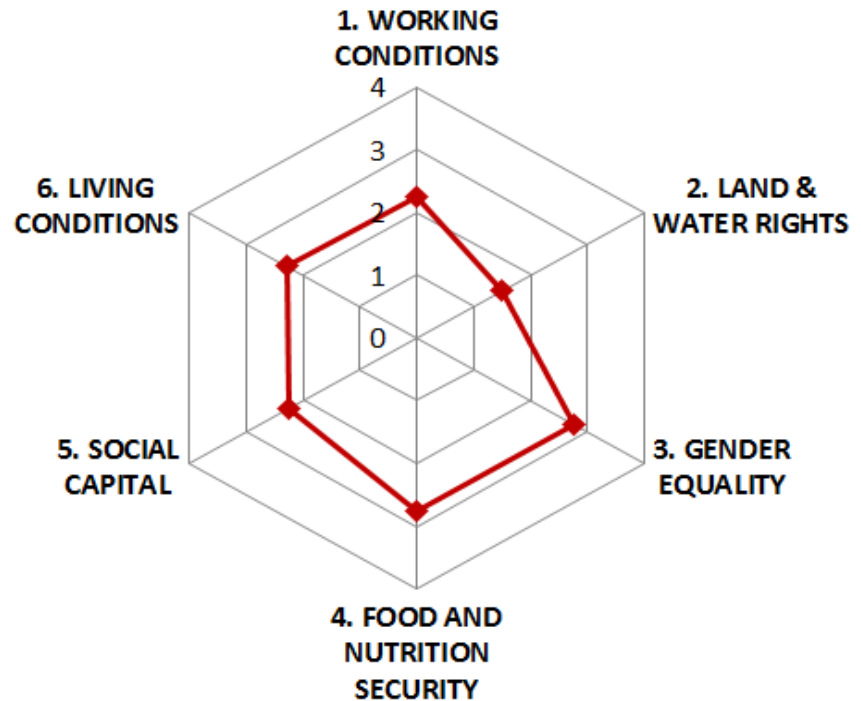 1. WORKING
CONDITIONS
4
3
2
1
0
2. LAND &
WATER RIGHTS
3. GENDER
EQUALITY
4. FOOD AND
NUTRITION
SECURITY
5. SOCIAL
CAPITAL
6. LIVING
CONDITIONS